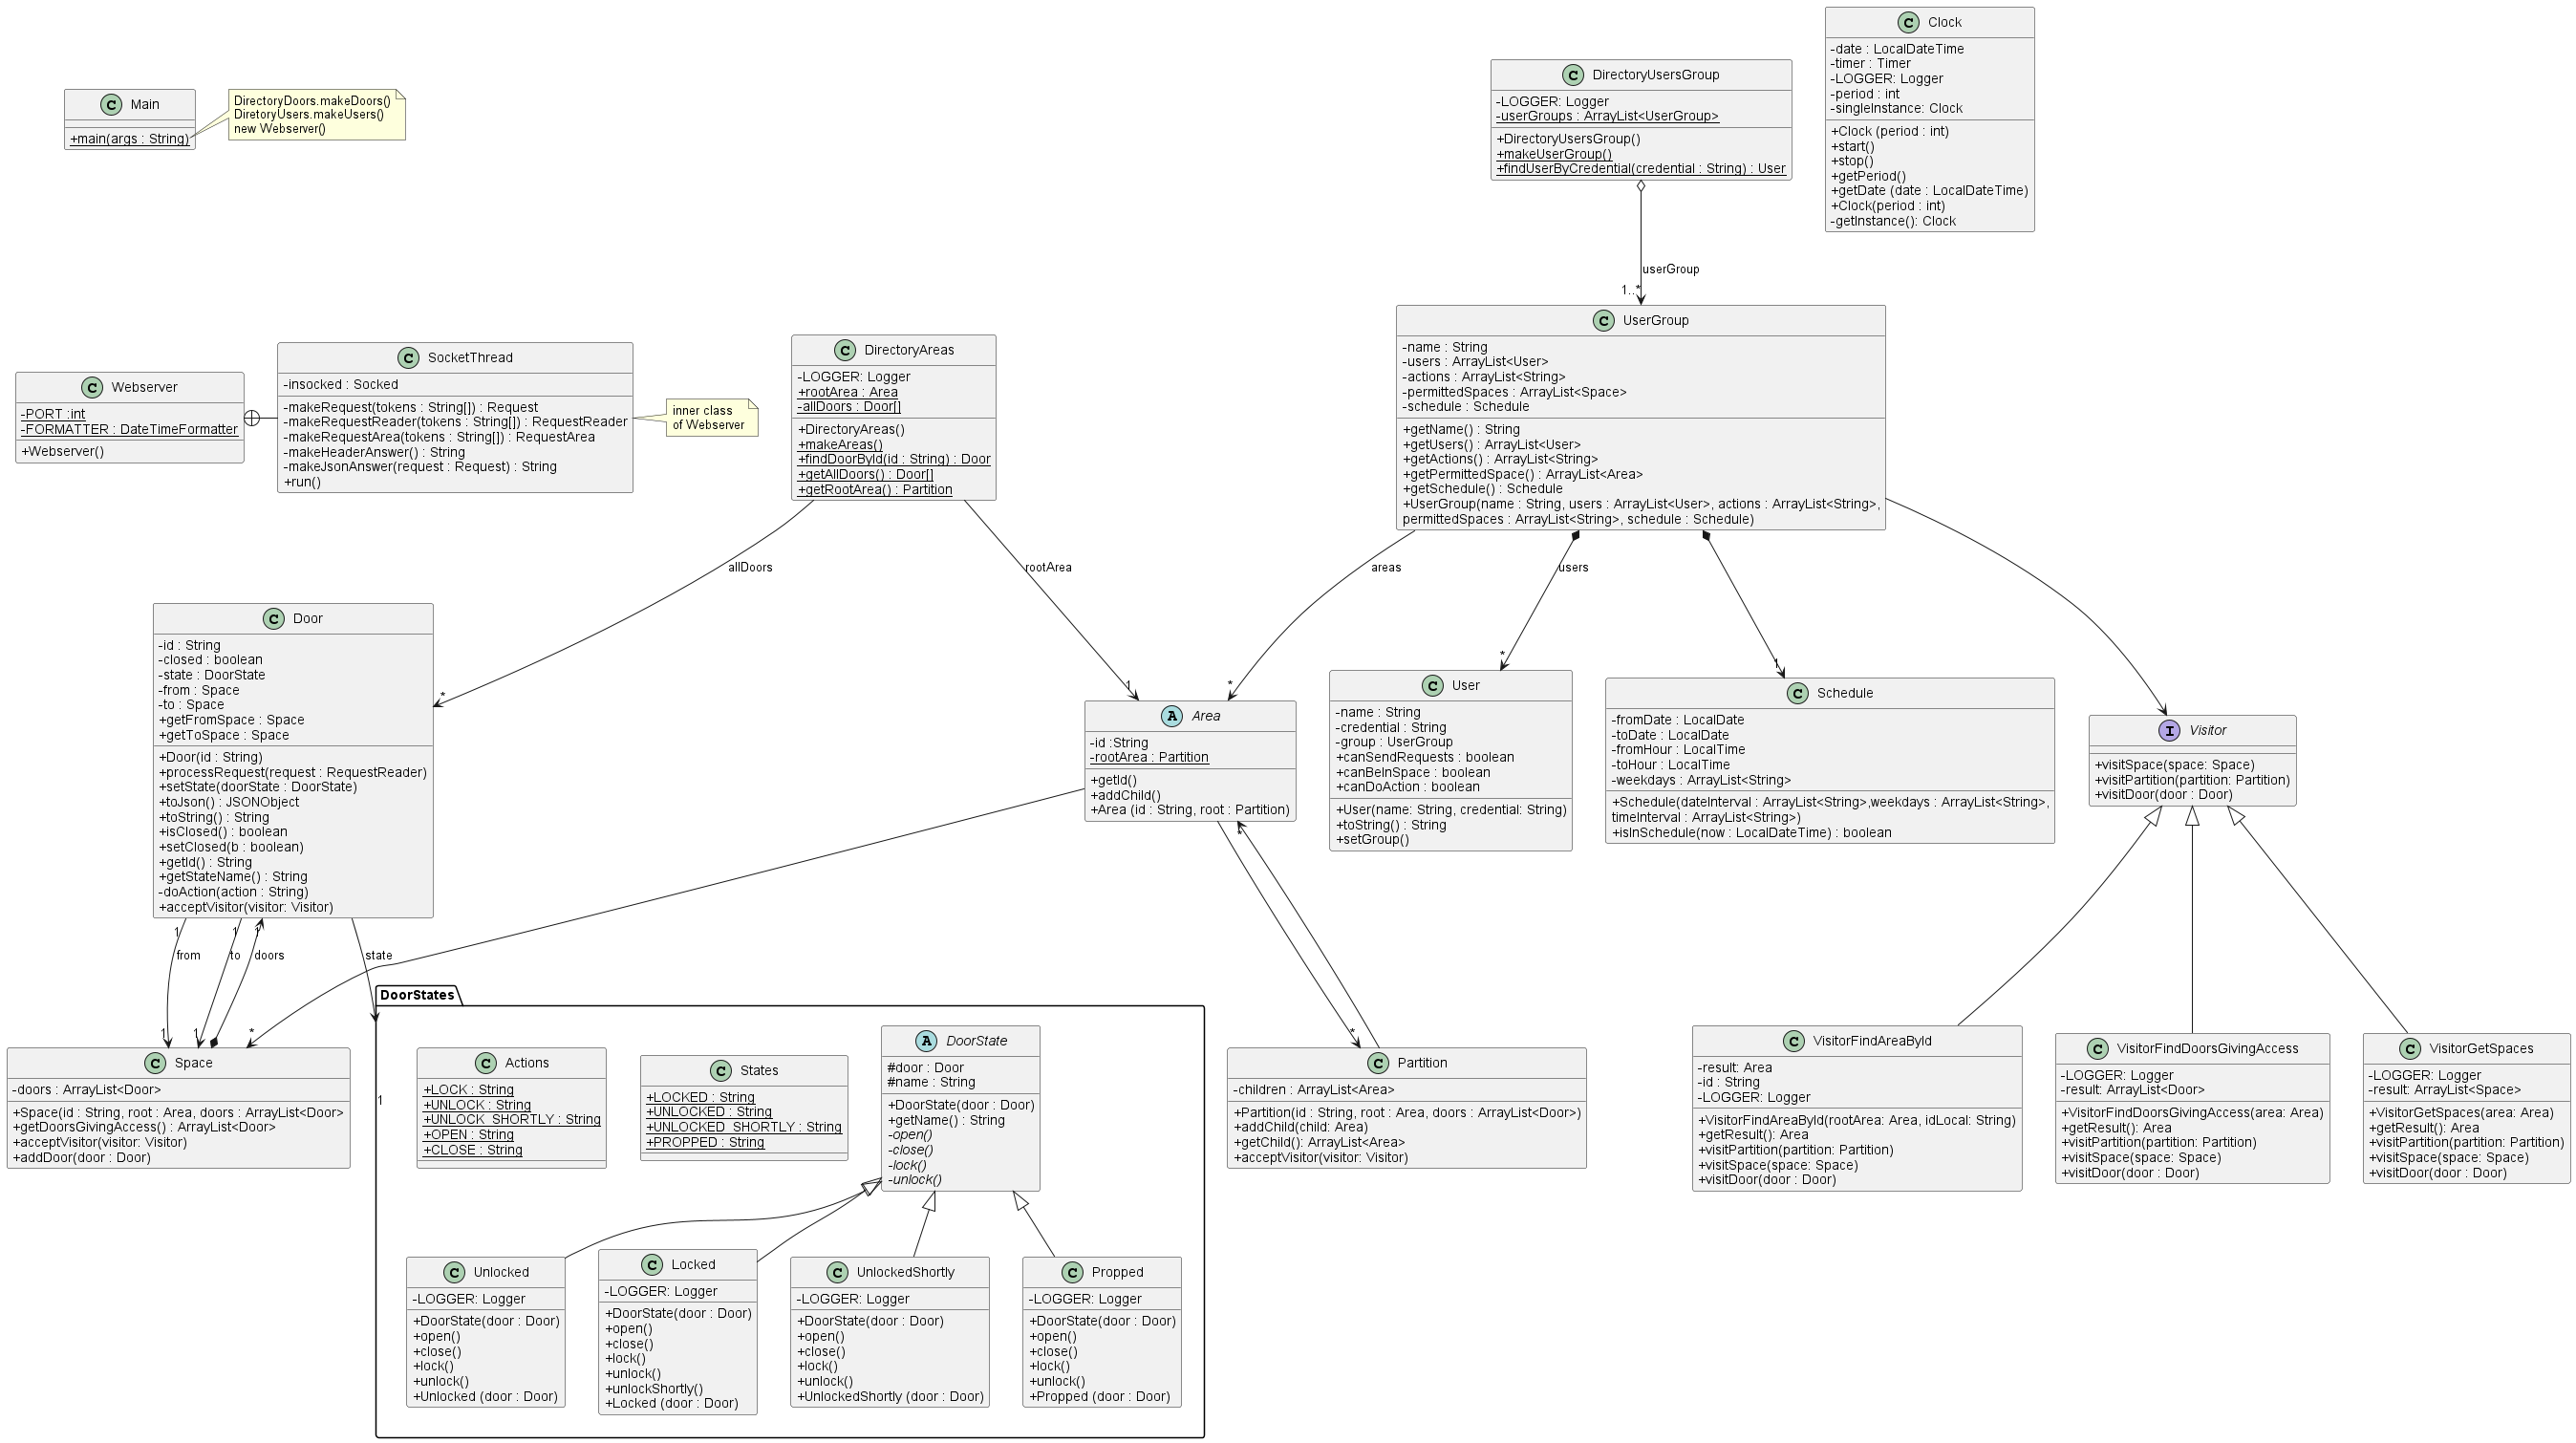 Main
+main(args : String)
DirectoryDoors.makeDoors()
DiretoryUsers.makeUsers()
new Webserver()
DirectoryUsersGroup
-LOGGER: Logger
-userGroups : ArrayList<UserGroup>
+DirectoryUsersGroup()
+makeUserGroup()
+findUserByCredential(credential : String) : User
Clock
-date : LocalDateTime
-timer : Timer
-LOGGER: Logger
-period : int
-singleInstance: Clock
+Clock (period : int)
+start()
+stop()
+getPeriod()
+getDate (date : LocalDateTime)
+Clock(period : int)
-getInstance(): Clock
userGroup
1..*
Webserver
-PORT :int
-FORMATTER : DateTimeFormatter
+Webserver()
SocketThread
-insocked : Socked
-makeRequest(tokens : String[]) : Request
-makeRequestReader(tokens : String[]) : RequestReader
-makeRequestArea(tokens : String[]) : RequestArea
-makeHeaderAnswer() : String
-makeJsonAnswer(request : Request) : String
+run()
inner class
of Webserver
DirectoryAreas
-LOGGER: Logger
+rootArea : Area
-allDoors : Door[]
+DirectoryAreas()
+makeAreas()
+findDoorById(id : String) : Door
+getAllDoors() : Door[]
+getRootArea() : Partition
UserGroup
-name : String
-users : ArrayList<User>
-actions : ArrayList<String>
-permittedSpaces : ArrayList<Space>
-schedule : Schedule
+getName() : String
+getUsers() : ArrayList<User>
+getActions() : ArrayList<String>
+getPermittedSpace() : ArrayList<Area>
+getSchedule() : Schedule
+UserGroup(name : String, users : ArrayList<User>, actions : ArrayList<String>,
permittedSpaces : ArrayList<String>, schedule : Schedule)
allDoors
rootArea
areas
users
*
1
*
*
1
Door
-id : String
-closed : boolean
-state : DoorState
-from : Space
-to : Space
+getFromSpace : Space
+getToSpace : Space
+Door(id : String)
+processRequest(request : RequestReader)
+setState(doorState : DoorState)
+toJson() : JSONObject
+toString() : String
+isClosed() : boolean
+setClosed(b : boolean)
+getId() : String
+getStateName() : String
-doAction(action : String)
+acceptVisitor(visitor: Visitor)
Area
-id :String
-rootArea : Partition
+getId()
+addChild()
+Area (id : String, root : Partition)
User
-name : String
-credential : String
-group : UserGroup
+canSendRequests : boolean
+canBeInSpace : boolean
+canDoAction : boolean
+User(name: String, credential: String)
+toString() : String
+setGroup()
Schedule
-fromDate : LocalDate
-toDate : LocalDate
-fromHour : LocalTime
-toHour : LocalTime
-weekdays : ArrayList<String>
+Schedule(dateInterval : ArrayList<String>,weekdays : ArrayList<String>,
timeInterval : ArrayList<String>)
+isInSchedule(now : LocalDateTime) : boolean
Visitor
+visitSpace(space: Space)
+visitPartition(partition: Partition)
+visitDoor(door : Door)
1
1
1
*
from
to
doors
state
1
1
*
1
*
Space
-doors : ArrayList<Door>
+Space(id : String, root : Area, doors : ArrayList<Door>
+getDoorsGivingAccess() : ArrayList<Door>
+acceptVisitor(visitor: Visitor)
+addDoor(door : Door)
DoorStates
Actions
+LOCK : String
+UNLOCK : String
+UNLOCK_SHORTLY : String
+OPEN : String
+CLOSE : String
States
+LOCKED : String
+UNLOCKED : String
+UNLOCKED_SHORTLY : String
+PROPPED : String
DoorState
#door : Door
#name : String
+DoorState(door : Door)
+getName() : String
-open()
-close()
-lock()
-unlock()
Partition
-children : ArrayList<Area>
+Partition(id : String, root : Area, doors : ArrayList<Door>)
+addChild(child: Area)
+getChild(): ArrayList<Area>
+acceptVisitor(visitor: Visitor)
VisitorFindAreaById
-result: Area
-id : String
-LOGGER: Logger
+VisitorFindAreaById(rootArea: Area, idLocal: String)
+getResult(): Area
+visitPartition(partition: Partition)
+visitSpace(space: Space)
+visitDoor(door : Door)
VisitorFindDoorsGivingAccess
-LOGGER: Logger
-result: ArrayList<Door>
+VisitorFindDoorsGivingAccess(area: Area)
+getResult(): Area
+visitPartition(partition: Partition)
+visitSpace(space: Space)
+visitDoor(door : Door)
VisitorGetSpaces
-LOGGER: Logger
-result: ArrayList<Space>
+VisitorGetSpaces(area: Area)
+getResult(): Area
+visitPartition(partition: Partition)
+visitSpace(space: Space)
+visitDoor(door : Door)
Unlocked
-LOGGER: Logger
+DoorState(door : Door)
+open()
+close()
+lock()
+unlock()
+Unlocked (door : Door)
Locked
-LOGGER: Logger
+DoorState(door : Door)
+open()
+close()
+lock()
+unlock()
+unlockShortly()
+Locked (door : Door)
UnlockedShortly
-LOGGER: Logger
+DoorState(door : Door)
+open()
+close()
+lock()
+unlock()
+UnlockedShortly (door : Door)
Propped
-LOGGER: Logger
+DoorState(door : Door)
+open()
+close()
+lock()
+unlock()
+Propped (door : Door)